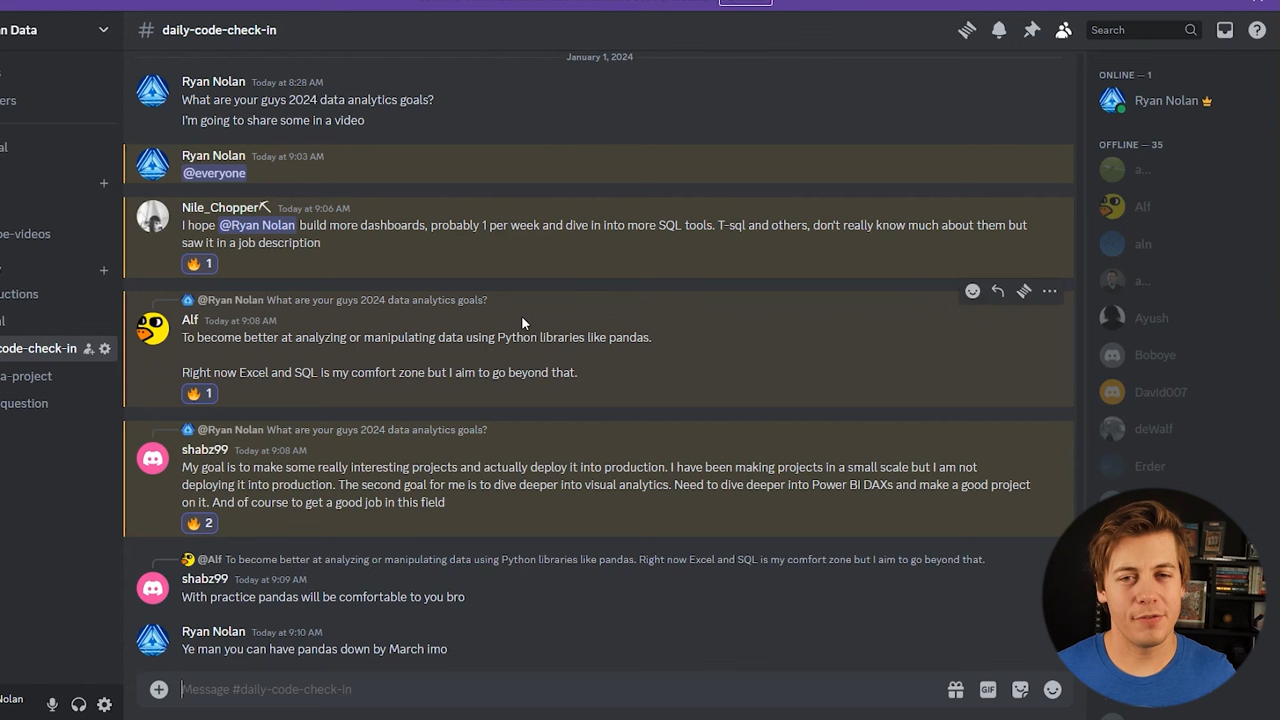 n Data
# daily-code-check-in
Search
January 1, 2024
Ryan Nolan Today at 8:28 AM
What are your guys 2024 data analytics goals?
I'm going to share some in a video
Ryan Nolan Today at 9:03 AM
@everyone
Nile_Chopper⛏ Today at 9:06 AM
I hope @Ryan Nolan build more dashboards, probably 1 per week and dive in into more SQL tools. T-sql and others, don't really know much about them but
saw it in a job description
🔥 1
@Ryan Nolan What are your guys 2024 data analytics goals?
Alf Today at 9:08 AM
To become better at analyzing or manipulating data using Python libraries like pandas.
Right now Excel and SQL is my comfort zone but I aim to go beyond that.
🔥 1
@Ryan Nolan What are your guys 2024 data analytics goals?
shabz99 Today at 9:08 AM
My goal is to make some really interesting projects and actually deploy it into production. I have been making projects in a small scale but I am not
deploying it into production. The second goal for me is to dive deeper into visual analytics. Need to dive deeper into Power BI DAXs and make a good project
on it. And of course to get a good job in this field
🔥 2
@Alf To become better at analyzing or manipulating data using Python libraries like pandas. Right now Excel and SQL is my comfort zone but I aim to go beyond that.
shabz99 Today at 9:09 AM
With practice pandas will be comfortable to you bro
Ryan Nolan Today at 9:10 AM
Ye man you can have pandas down by March imo
Message #daily-code-check-in
GIF
s
ers
al
pe-videos
uctions
al
code-check-in
a-project
question
Nolan
ONLINE — 1
Ryan Nolan
OFFLINE — 35
a...
Alf
aln
a...
Ayush
Boboye
David007
deWalf
Erder